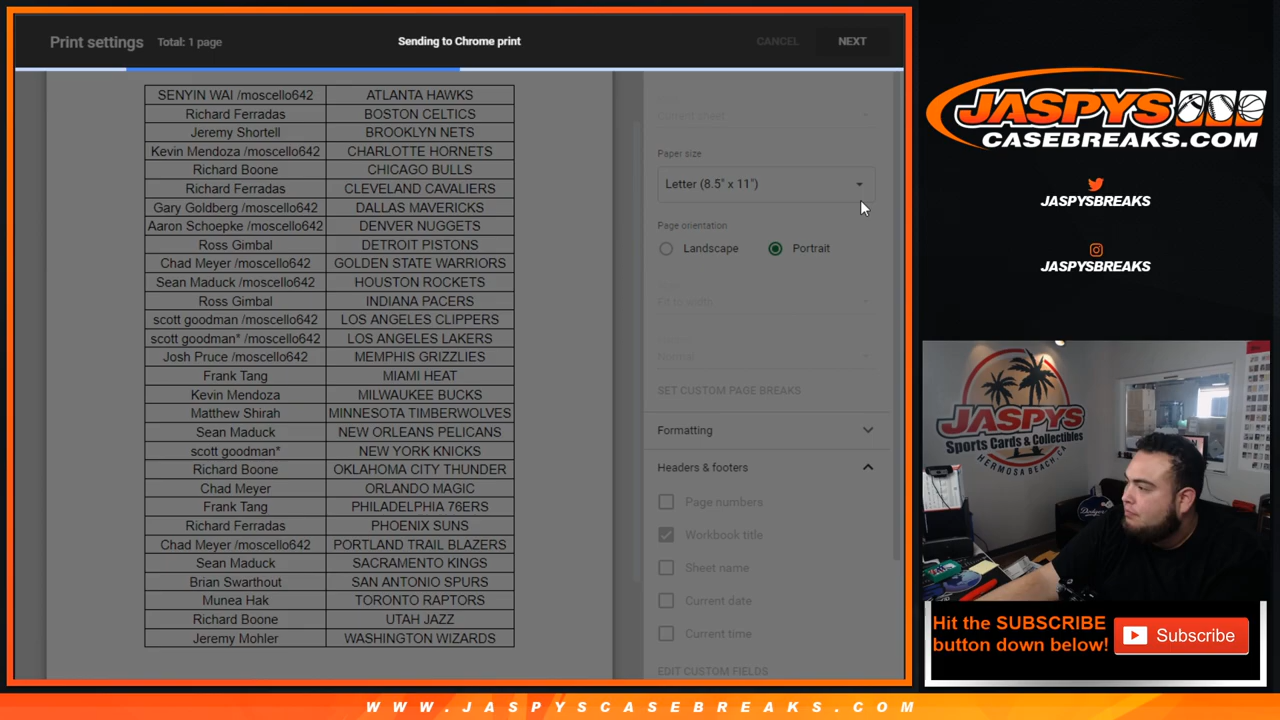 Print settings
Total: 1 page
Sending to Chrome print
CANCEL
NEXT
SENYIN WAI /moscello642 ATLANTA HAWKS
Richard Ferradas BOSTON CELTICS
Jeremy Shortell BROOKLYN NETS
Kevin Mendoza /moscello642 CHARLOTTE HORNETS
Richard Boone CHICAGO BULLS
Richard Ferradas CLEVELAND CAVALIERS
Gary Goldberg /moscello642 DALLAS MAVERICKS
Aaron Schoepke /moscello642 DENVER NUGGETS
Ross Gimbal DETROIT PISTONS
Chad Meyer /moscello642 GOLDEN STATE WARRIORS
Sean Maduck /moscello642 HOUSTON ROCKETS
Ross Gimbal INDIANA PACERS
scott goodman /moscello642 LOS ANGELES CLIPPERS
scott goodman* /moscello642 LOS ANGELES LAKERS
Josh Pruce /moscello642 MEMPHIS GRIZZLIES
Frank Tang MIAMI HEAT
Kevin Mendoza MILWAUKEE BUCKS
Matthew Shirah MINNESOTA TIMBERWOLVES
Sean Maduck NEW ORLEANS PELICANS
scott goodman* NEW YORK KNICKS
Richard Boone OKLAHOMA CITY THUNDER
Chad Meyer ORLANDO MAGIC
Frank Tang PHILADELPHIA 76ERS
Richard Ferradas PHOENIX SUNS
Chad Meyer /moscello642 PORTLAND TRAIL BLAZERS
Sean Maduck SACRAMENTO KINGS
Brian Swarthout SAN ANTONIO SPURS
Munea Hak TORONTO RAPTORS
Richard Boone UTAH JAZZ
Jeremy Mohler WASHINGTON WIZARDS
Current sheet
Paper size
Letter (8.5" x 11")
Page orientation
Landscape
Portrait
Fit to width
Normal
SET CUSTOM PAGE BREAKS
Formatting
Headers & footers
Page numbers
Workbook title
Sheet name
Current date
Current time
EDIT CUSTOM FIELDS
JASPYS
CASEBREAKS.COM
JASPYSBREAKS
JASPYSBREAKS
JASPYS
Sports Cards & Collectibles
HERMOSA BEACH, CA
Dodgers
Hit the SUBSCRIBE
button down below!
Subscribe
WWW.JASPYSCASEBREAKS.COM